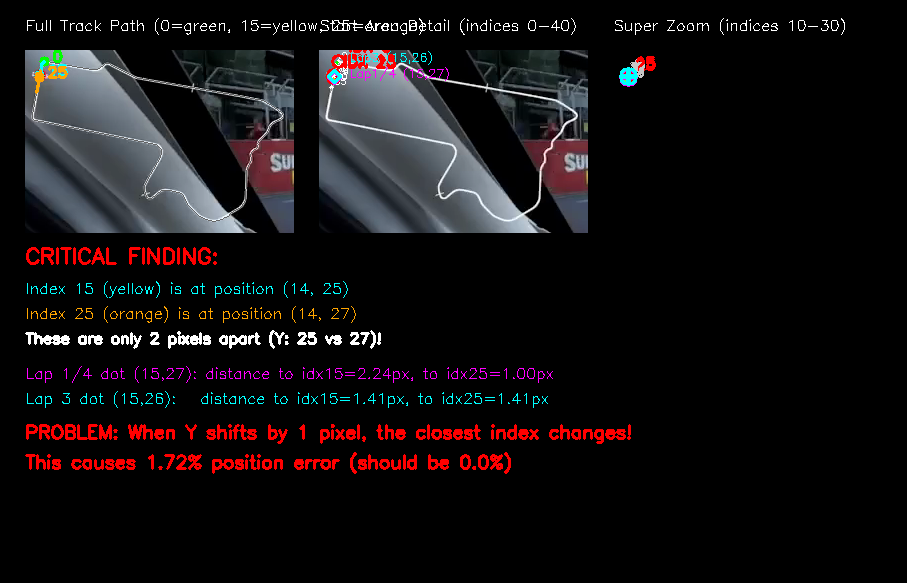 Full Track Path (0=green, 15=yellow, 25=orange)
Start Area Detail (indices 0-40)
Super Zoom (indices 10-30)
0
25
Lap 3 (15,26)
Lap1/4 (15,27)
25
SU
SU
CRITICAL FINDING:
Index 15 (yellow) is at position (14, 25)
Index 25 (orange) is at position (14, 27)
These are only 2 pixels apart (Y: 25 vs 27)!
Lap 1/4 dot (15,27): distance to idx15=2.24px, to idx25=1.00px
Lap 3 dot (15,26): distance to idx15=1.41px, to idx25=1.41px
PROBLEM: When Y shifts by 1 pixel, the closest index changes!
This causes 1.72% position error (should be 0.0%)